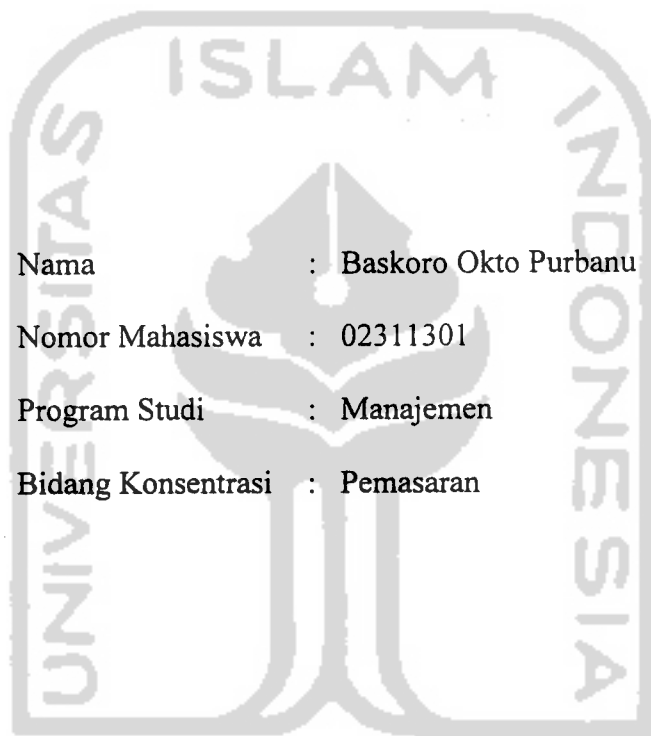 UNIVERSITAS ISLAM INDONESIA
Nama : Baskoro Okto Purbanu
Nomor Mahasiswa : 02311301
Program Studi : Manajemen
Bidang Konsentrasi : Pemasaran